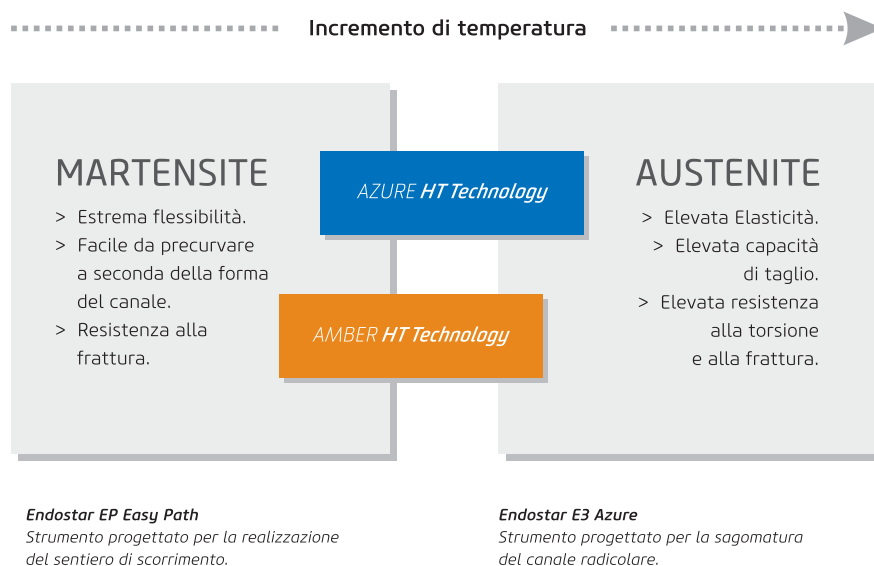 Incremento di temperatura
MARTENSITE
> Estrema flessibilità.
> Facile da precurvare
a seconda della forma
del canale.
> Resistenza alla
frattura.
AZURE HT Technology
AMBER HT Technology
AUSTENITE
> Elevata Elasticità.
> Elevata capacità
di taglio.
> Elevata resistenza
alla torsione
e alla frattura.
Endostar EP Easy Path
Strumento progettato per la realizzazione
del sentiero di scorrimento.
Endostar E3 Azure
Strumento progettato per la sagomatura
del canale radicolare.